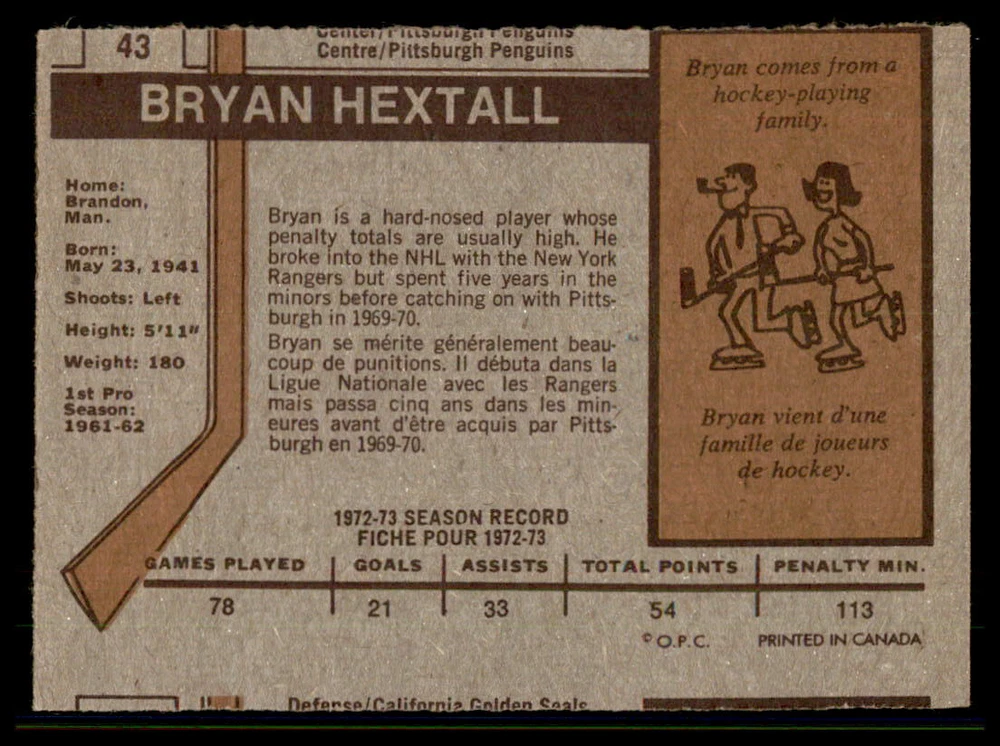 43
Center/Pittsburgh Penguins
Centre/Pittsburgh Penguins
BRYAN HEXTALL
Home:
Brandon,
Man.
Born:
May 23, 1941
Shoots: Left
Height: 5'11"
Weight: 180
1st Pro
Season:
1961-62
Bryan is a hard-nosed player whose
penalty totals are usually high. He
broke into the NHL with the New York
Rangers but spent five years in the
minors before catching on with Pitts-
burgh in 1969-70.
Bryan se mérite généralement beau-
coup de punitions. Il débuta dans la
Ligue Nationale avec les Rangers
mais passa cinq ans dans les min-
eures avant d'être acquis par Pitts-
burgh en 1969-70.
Bryan comes from a
hockey-playing
family.
Bryan vient d'une
famille de joueurs
de hockey.
1972-73 SEASON RECORD
FICHE POUR 1972-73
GAMES PLAYED GOALS ASSISTS TOTAL POINTS PENALTY MIN.
78 21 33 54 113
© O.P.C. PRINTED IN CANADA
Defense/California Golden Seals